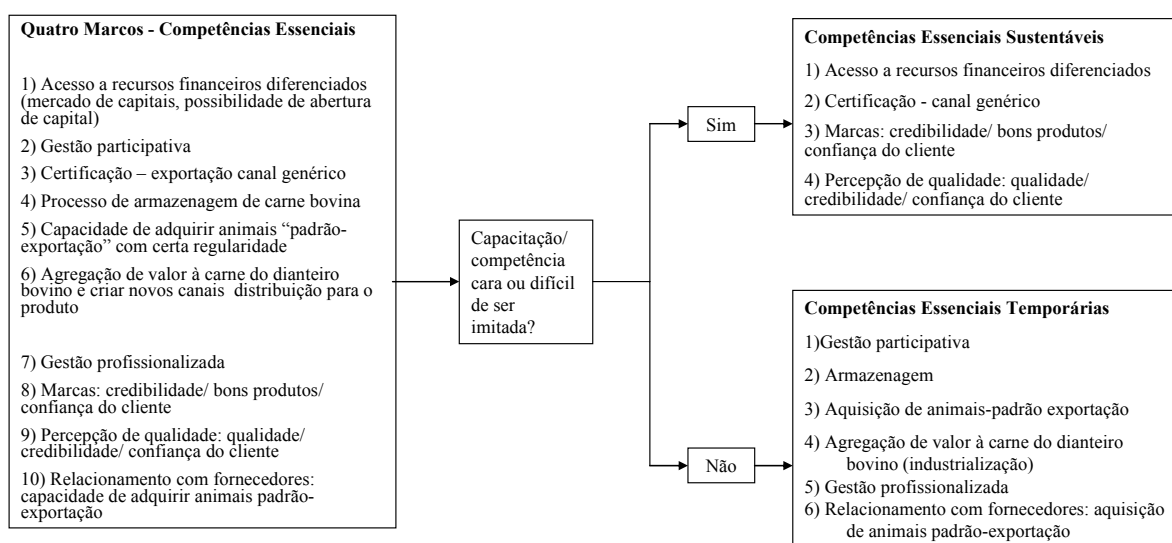 Quatro Marcos - Competências Essenciais
1) Acesso a recursos financeiros diferenciados
(mercado de capitais, possibilidade de abertura
de capital)
2) Gestão participativa
3) Certificação – exportação canal genérico
4) Processo de armazenagem de carne bovina
5) Capacidade de adquirir animais “padrão-
exportação” com certa regularidade
6) Agregação de valor à carne do dianteiro
bovino e criar novos canais distribuição para o
produto
7) Gestão profissionalizada
8) Marcas: credibilidade/ bons produtos/
confiança do cliente
9) Percepção de qualidade: qualidade/
credibilidade/ confiança do cliente
10) Relacionamento com fornecedores:
capacidade de adquirir animais padrão-
exportação
Capacitação/
competência
cara ou difícil
de ser
imitada?
Sim
Não
Competências Essenciais Sustentáveis
1) Acesso a recursos financeiros diferenciados
2) Certificação - canal genérico
3) Marcas: credibilidade/ bons produtos/
confiança do cliente
4) Percepção de qualidade: qualidade/
credibilidade/ confiança do cliente
Competências Essenciais Temporárias
1)Gestão participativa
2) Armazenagem
3) Aquisição de animais-padrão exportação
4) Agregação de valor à carne do dianteiro
bovino (industrialização)
5) Gestão profissionalizada
6) Relacionamento com fornecedores: aquisição
de animais padrão-exportação